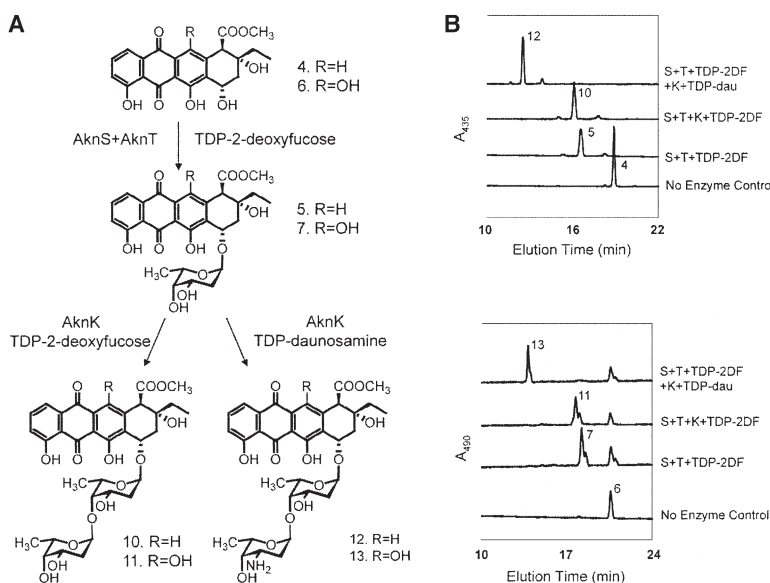 A
O R COOCH3
OH
OH O OH OH
4. R=H
6. R=OH
AknS+AknT TDP-2-deoxyfucose
O R COOCH3
OH
OH O OH O
5. R=H
7. R=OH
H3C O
OH
OH
AknK
TDP-2-deoxyfucose
AknK
TDP-daunosamine
O R COOCH3
OH
OH O OH O
H3C O
OH
O
H3C O
OH
OH
10. R=H
11. R=OH
O R COOCH3
OH
OH O OH O
H3C O
OH
O
H3C O
NH2
OH
12. R=H
13. R=OH
B
12
S+T+TDP-2DF
+K+TDP-dau
10
S+T+K+TDP-2DF
5
S+T+TDP-2DF
4
No Enzyme Control
A435
10 14 18 22
Elution Time (min)
13
S+T+TDP-2DF
+K+TDP-dau
11
S+T+K+TDP-2DF
7
S+T+TDP-2DF
6
No Enzyme Control
A490
10 17 24
Elution Time (min)